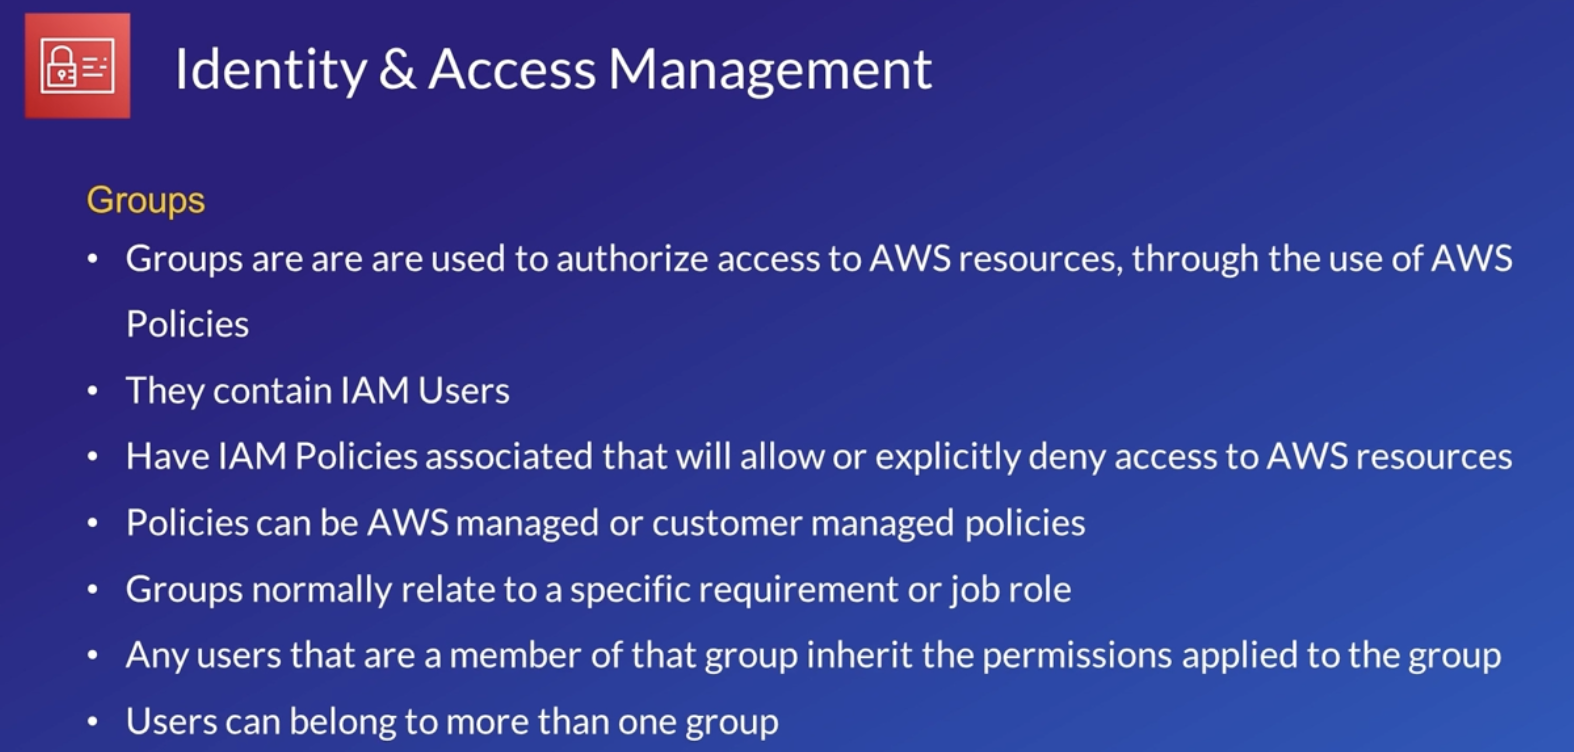 Identity & Access Management
Groups
• Groups are are are used to authorize access to AWS resources, through the use of AWS
Policies
• They contain IAM Users
• Have IAM Policies associated that will allow or explicitly deny access to AWS resources
• Policies can be AWS managed or customer managed policies
• Groups normally relate to a specific requirement or job role
• Any users that are a member of that group inherit the permissions applied to the group
• Users can belong to more than one group